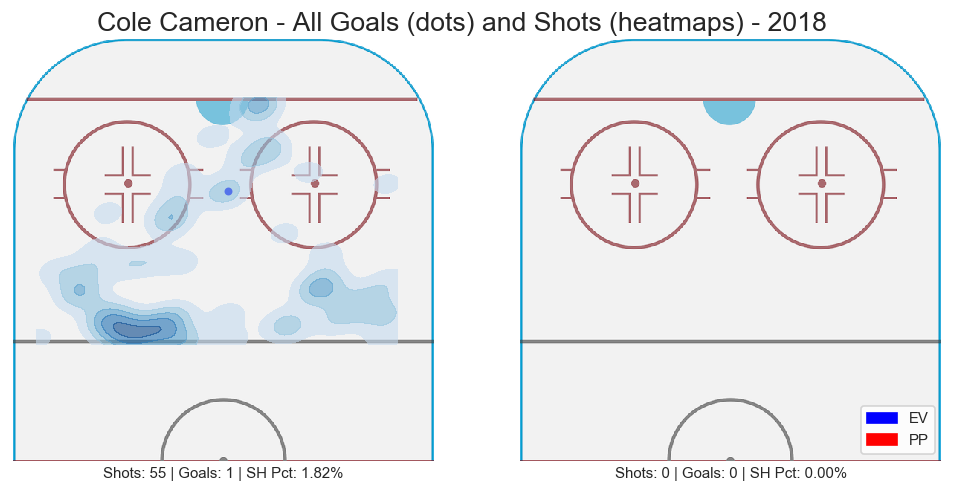 Cole Cameron - All Goals (dots) and Shots (heatmaps) - 2018
EV
PP
Shots: 55 | Goals: 1 | SH Pct: 1.82%
Shots: 0 | Goals: 0 | SH Pct: 0.00%